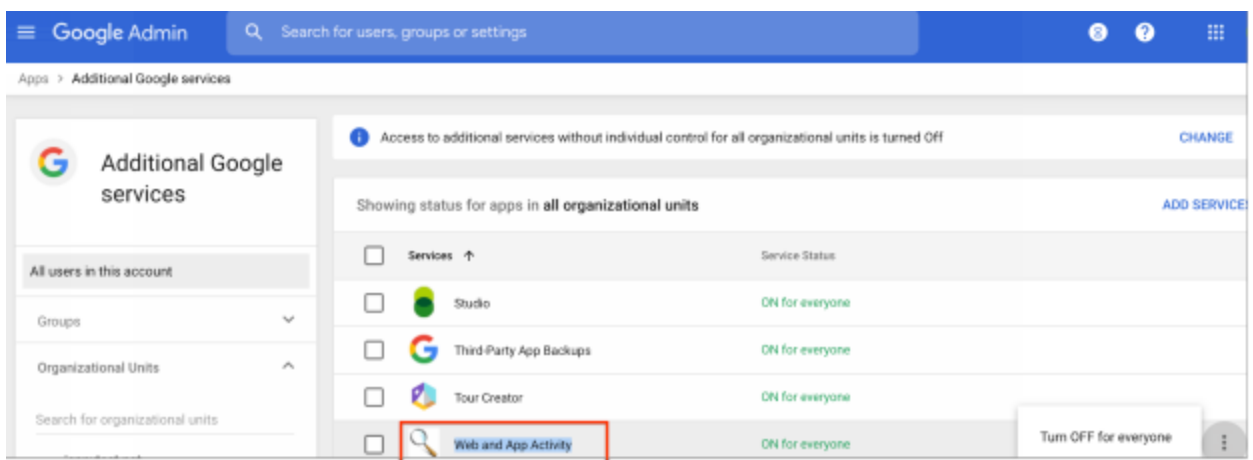 Google Admin
Search for users, groups or settings
Apps > Additional Google services
Additional Google
services
Access to additional services without individual control for all organizational units is turned Off
CHANGE
Showing status for apps in all organizational units
ADD SERVICE
All users in this account
Groups
Organizational Units
Search for organizational units
Services
Service Status
Studio
ON for everyone
Third-Party App Backups
ON for everyone
Tour Creator
ON for everyone
Web and App Activity
ON for everyone
Turn OFF for everyone